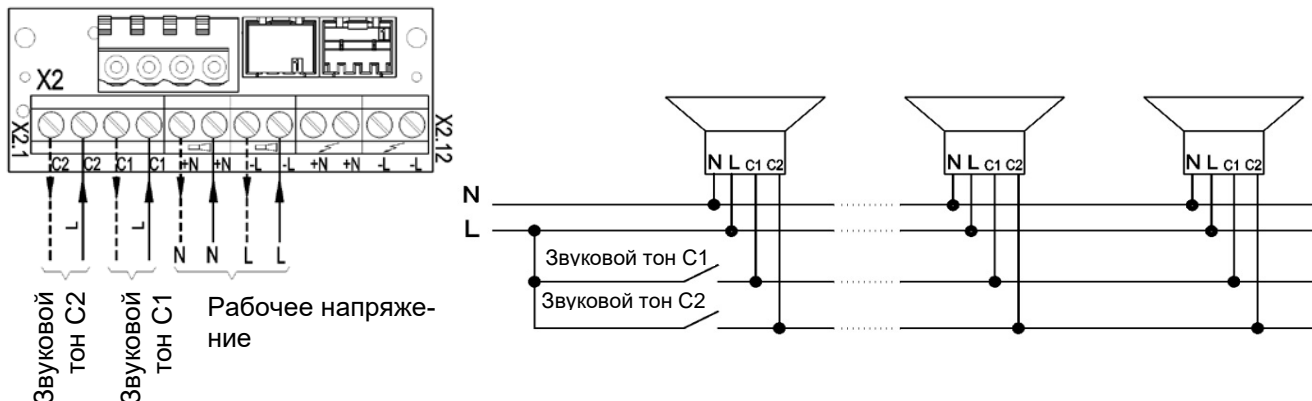 X2
X2.1
X2.12
C2 C2 C1 C1 +N +N -L -L +N +N -L -L
L L N N L L
Звуковой
тон C2
Звуковой
тон C1
Рабочее напряже-
ние
N L C1 C2
N L C1 C2
N L C1 C2
N
L
Звуковой тон C1
Звуковой тон C2